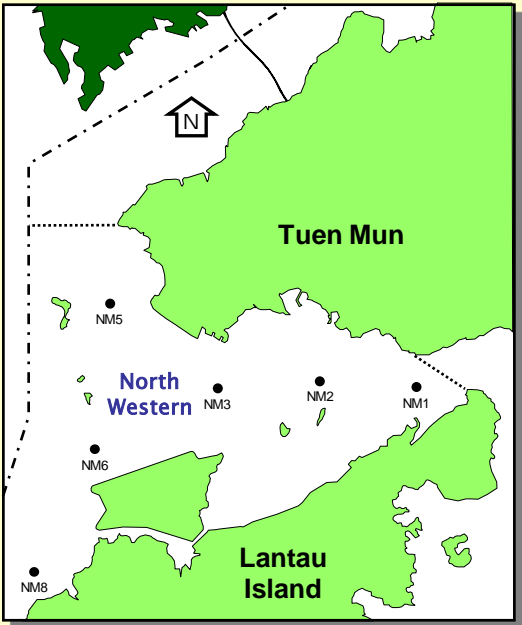 N
Tuen Mun
NM5
North
Western
NM3
NM2
NM1
NM6
Lantau
Island
NM8